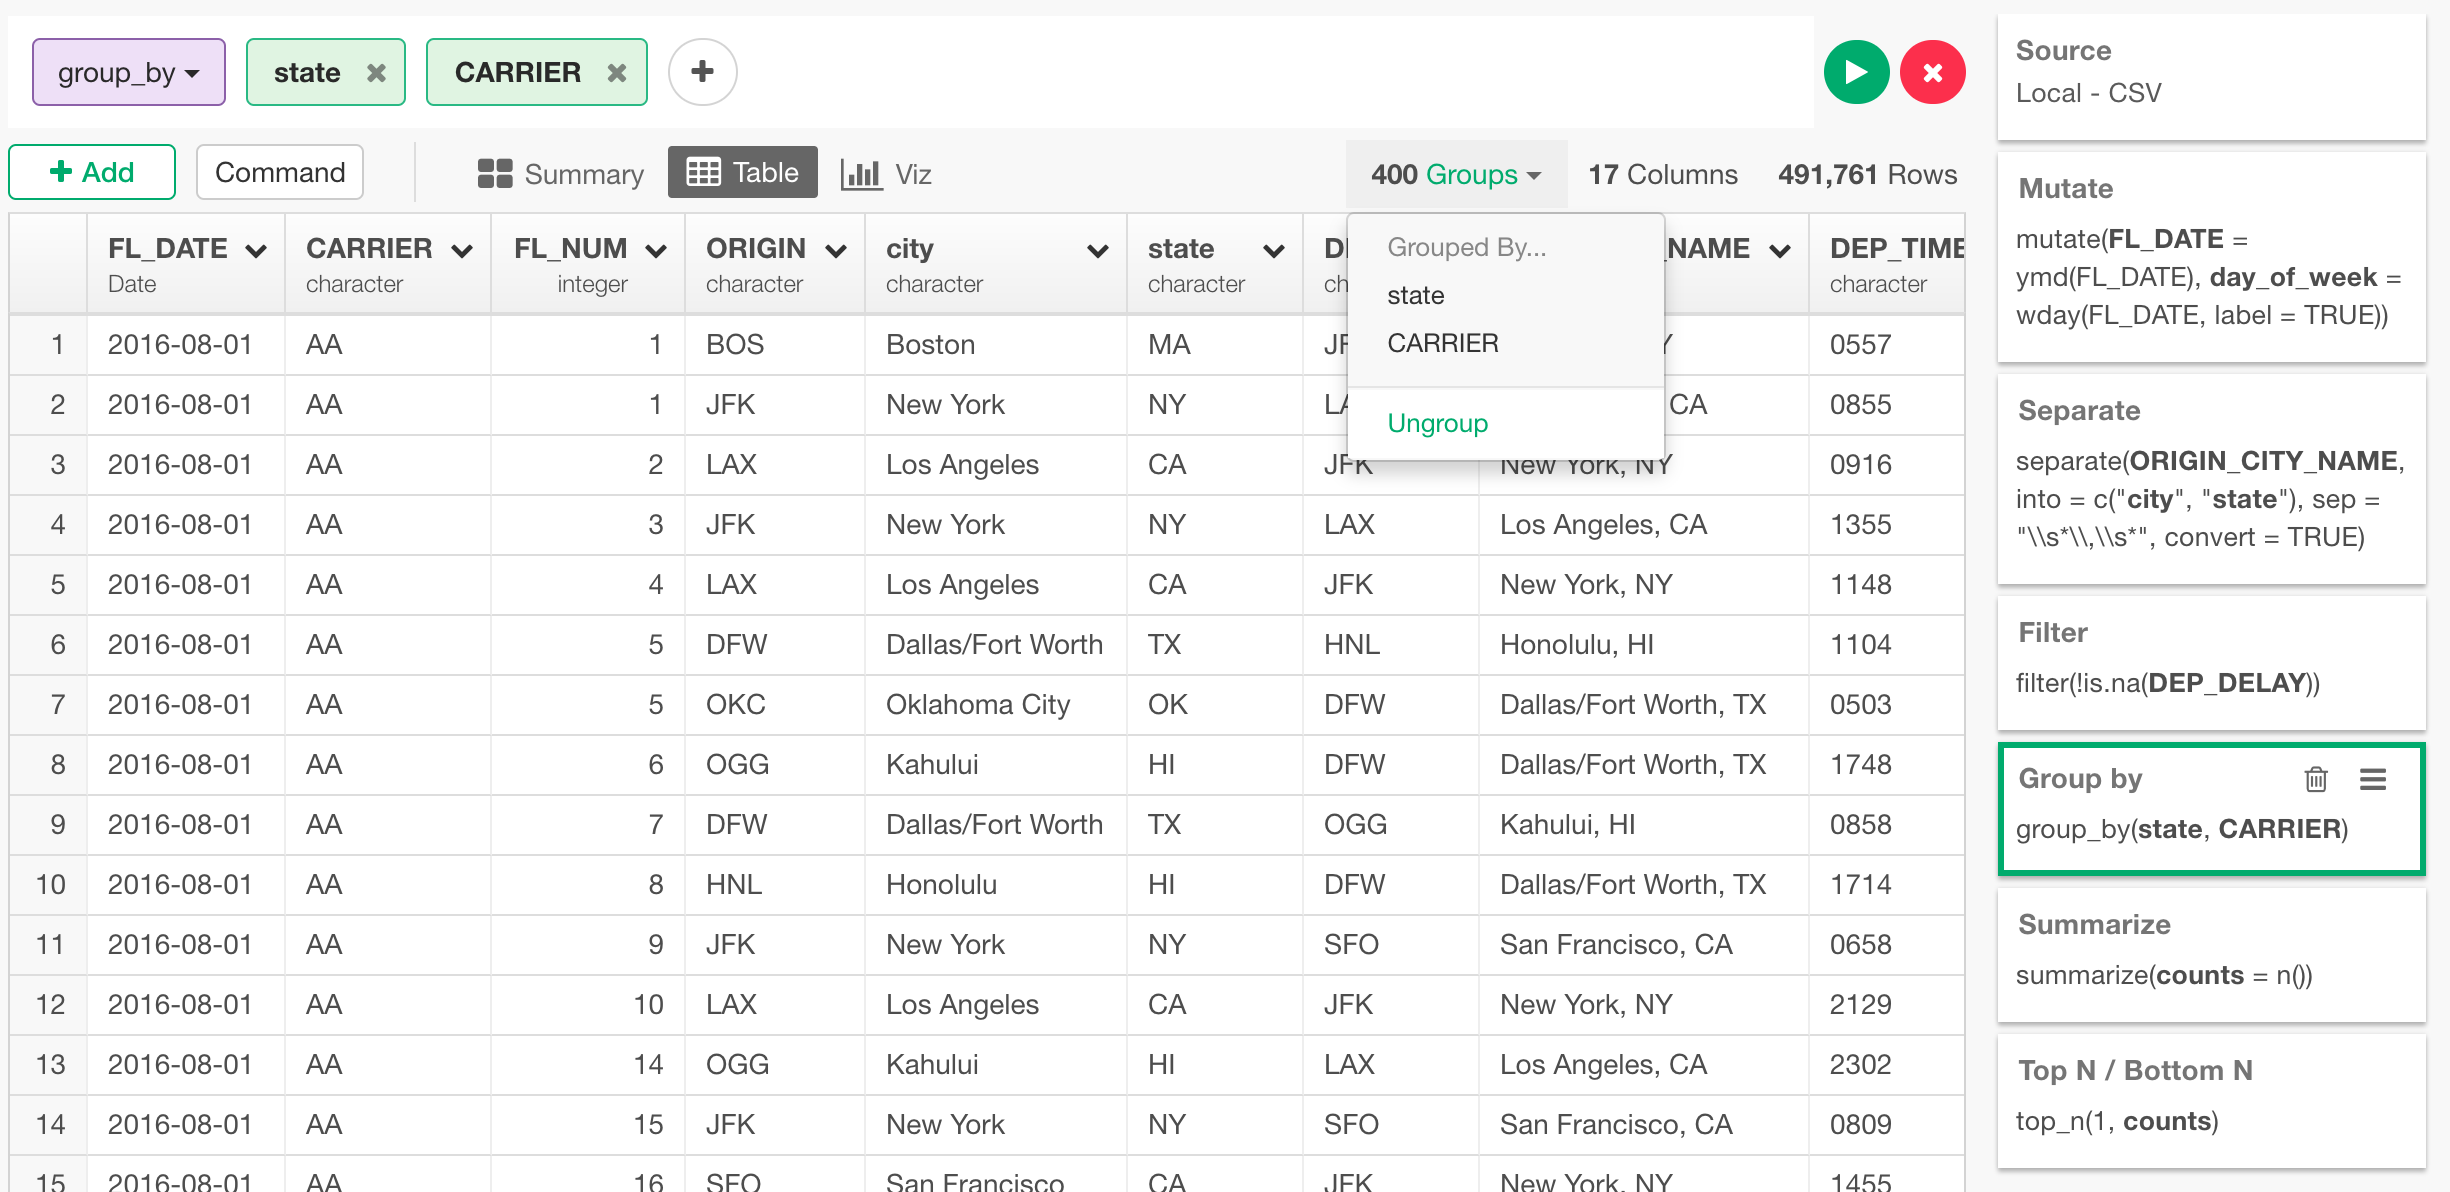 group_by
state
CARRIER
Add
Command
Summary
Table
Viz
400 Groups
17 Columns
491,761 Rows
FL_DATE CARRIER FL_NUM ORIGIN city state _NAME DEP_TIME
Date character integer character character character character
Grouped By...
state
CARRIER
Ungroup
1 2016-08-01 AA 1 BOS Boston MA 0557
2 2016-08-01 AA 1 JFK New York NY CA 0855
3 2016-08-01 AA 2 LAX Los Angeles CA JFK New York, NY 0916
4 2016-08-01 AA 3 JFK New York NY LAX Los Angeles, CA 1355
5 2016-08-01 AA 4 LAX Los Angeles CA JFK New York, NY 1148
6 2016-08-01 AA 5 DFW Dallas/Fort Worth TX HNL Honolulu, HI 1104
7 2016-08-01 AA 5 OKC Oklahoma City OK DFW Dallas/Fort Worth, TX 0503
8 2016-08-01 AA 6 OGG Kahului HI DFW Dallas/Fort Worth, TX 1748
9 2016-08-01 AA 7 DFW Dallas/Fort Worth TX OGG Kahului, HI 0858
10 2016-08-01 AA 8 HNL Honolulu HI DFW Dallas/Fort Worth, TX 1714
11 2016-08-01 AA 9 JFK New York NY SFO San Francisco, CA 0658
12 2016-08-01 AA 10 LAX Los Angeles CA JFK New York, NY 2129
13 2016-08-01 AA 14 OGG Kahului HI LAX Los Angeles, CA 2302
14 2016-08-01 AA 15 JFK New York NY SFO San Francisco, CA 0809
15 2016-08-01 AA 16 SFO San Francisco CA JFK New York, NY 1455
Source
Local - CSV
Mutate
mutate(FL_DATE =
ymd(FL_DATE), day_of_week =
wday(FL_DATE, label = TRUE))
Separate
separate(ORIGIN_CITY_NAME,
into = c("city", "state"), sep =
"\\s*\\,\\s*", convert = TRUE)
Filter
filter(!is.na(DEP_DELAY))
Group by
group_by(state, CARRIER)
Summarize
summarize(counts = n())
Top N / Bottom N
top_n(1, counts)